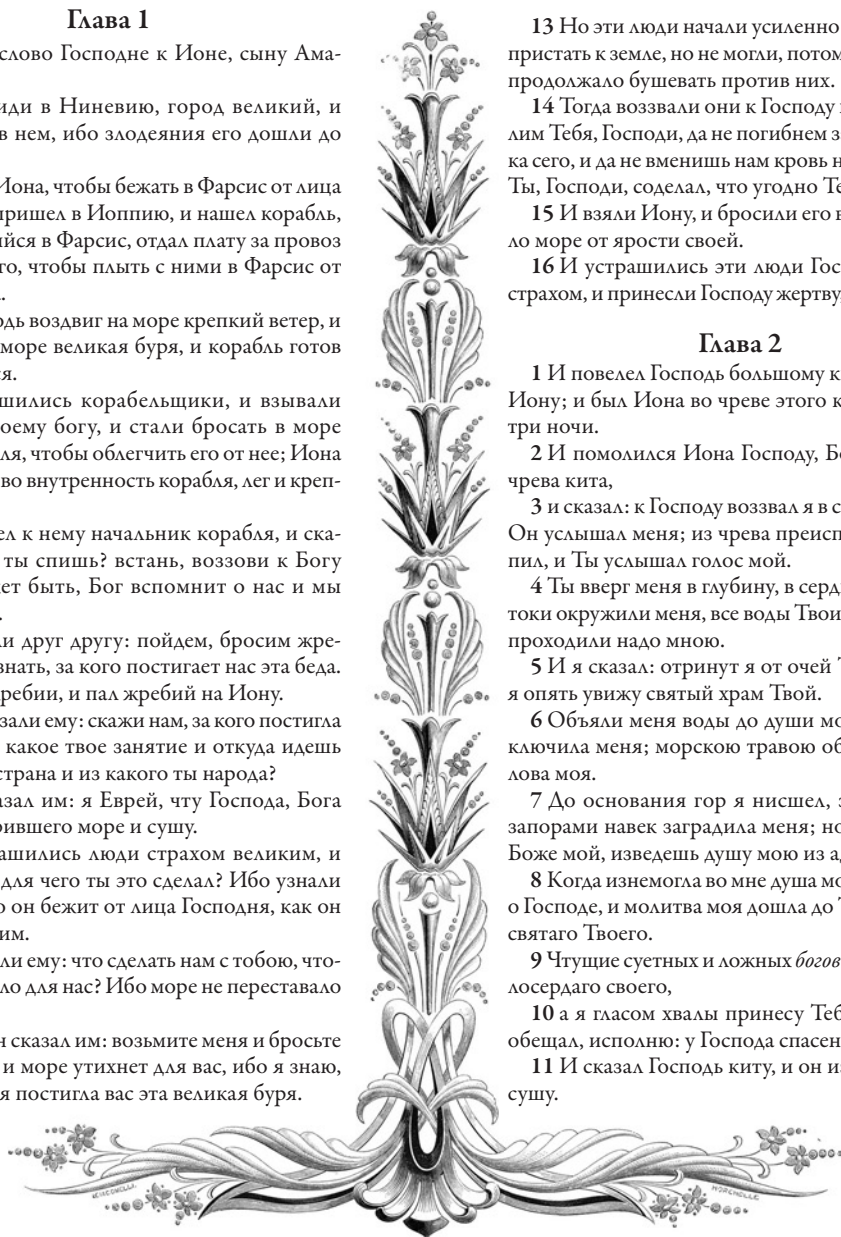 Глава 1
слово Господне к Ионе, сыну Ама-
иди в Ниневию, город великий, и
в нем, ибо злодеяния его дошли до
Иона, чтобы бежать в Фарсис от лица
пришел в Иоппию, и нашел корабль,
ийся в Фарсис, отдал плату за провоз
го, чтобы плыть с ними в Фарсис от
одь воздвиг на море крепкий ветер, и
море великая буря, и корабль готов
ся.
шились корабельщики, и взывали
воему богу, и стали бросать в море
ля, чтобы облегчить его от нее; Иона
во внутренность корабля, лег и креп-
ел к нему начальник корабля, и ска-
ты спишь? встань, воззови к Богу
жет быть, Бог вспомнит о нас и мы
ли друг другу: пойдем, бросим жре-
знать, за кого постигает нас эта беда.
ребии, и пал жребий на Иону.
зали ему: скажи нам, за кого постигла
какое твое занятие и откуда идешь
страна и из какого ты народа?
азал им: я Еврей, чту Господа, Бога
рившего море и сушу.
рашились люди страхом великим, и
для чего ты это сделал? Ибо узнали
о он бежит от лица Господня, как он
им.
ли ему: что сделать нам с тобою, что-
ло для нас? Ибо море не переставало
н сказал им: возьмите меня и бросьте
и море утихнет для вас, ибо я знаю,
я постигла вас эта великая буря.
13 Но эти люди начали усиленно
пристать к земле, но не могли, потом
продолжало бушевать против них.
14 Тогда воззвали они к Господу
лим Тебя, Господи, да не погибнем з
ка сего, и да не вменишь нам кровь н
Ты, Господи, соделал, что угодно Те
15 И взяли Иону, и бросили его в
ло море от ярости своей.
16 И устрашились эти люди Гос
страхом, и принесли Господу жертву,
Глава 2
1 И повелел Господь большому к
Иону; и был Иона во чреве этого к
три ночи.
2 И помолился Иона Господу, Бо
чрева кита,
3 и сказал: к Господу воззвал я в с
Он услышал меня; из чрева преисп
пил, и Ты услышал голос мой.
4 Ты вверг меня в глубину, в серд
токи окружили меня, все воды Твои
проходили надо мною.
5 И я сказал: отринут я от очей Т
я опять увижу святый храм Твой.
6 Объяли меня воды до души мо
ключила меня; морскою травою об
лова моя.
7 До основания гор я нисшел, з
запорами навек заградила меня; но
Боже мой, изведешь душу мою из а
8 Когда изнемогла во мне душа мо
о Господе, и молитва моя дошла до Т
святаго Твоего.
9 Чтущие суетных и ложных богов
лосердаго своего,
10 а я гласом хвалы принесу Теб
обещал, исполню: у Господа спасен
11 И сказал Господь киту, и он из
сушу.